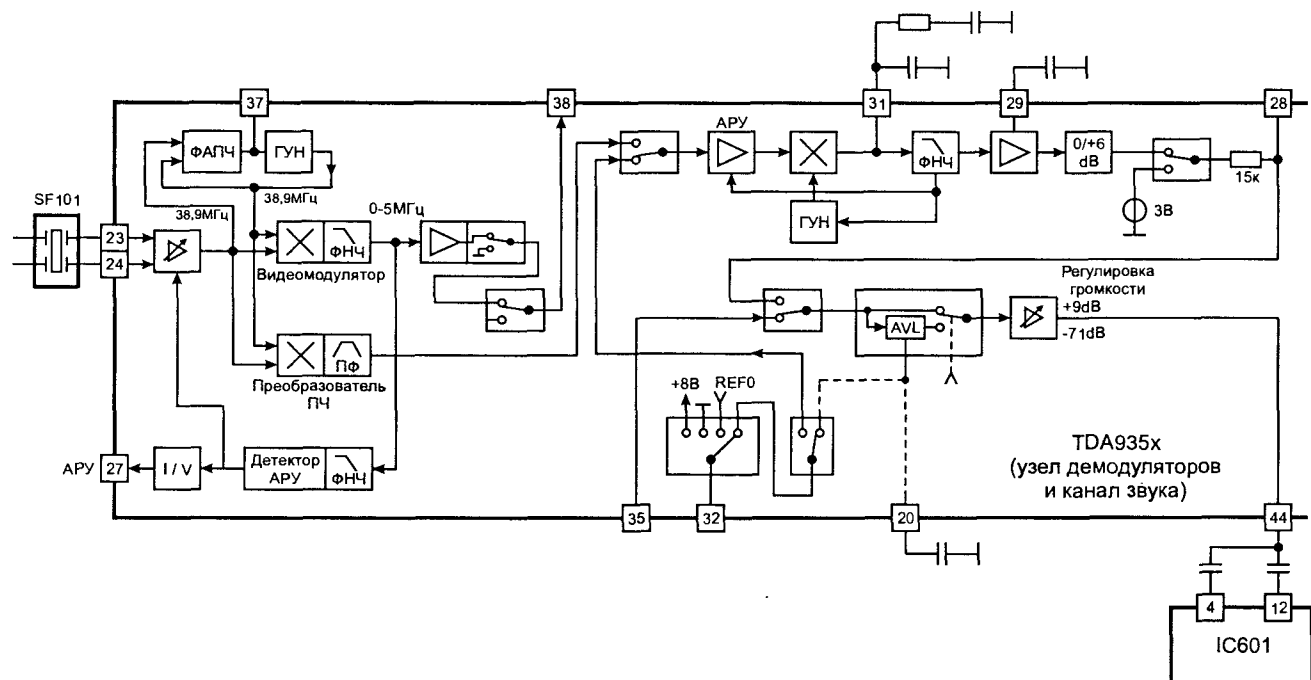 37
38
31
29
28
АРУ
ФАПЧ
ГУН
ФНЧ
0/+6
dB
15к
3В
ГУН
SF101
38,9МГц
38,9МГц
0-5МГц
23
24
ФНЧ
Видеомодулятор
Регулировка
громкости
+9dB
-71dB
AVL
ПФ
Преобразователь
ПЧ
+8В
REF0
TDA935x
(узел демодуляторов
и канал звука)
АРУ
27
I / V
Детектор
АРУ
ФНЧ
35
32
20
44
4
12
IC601